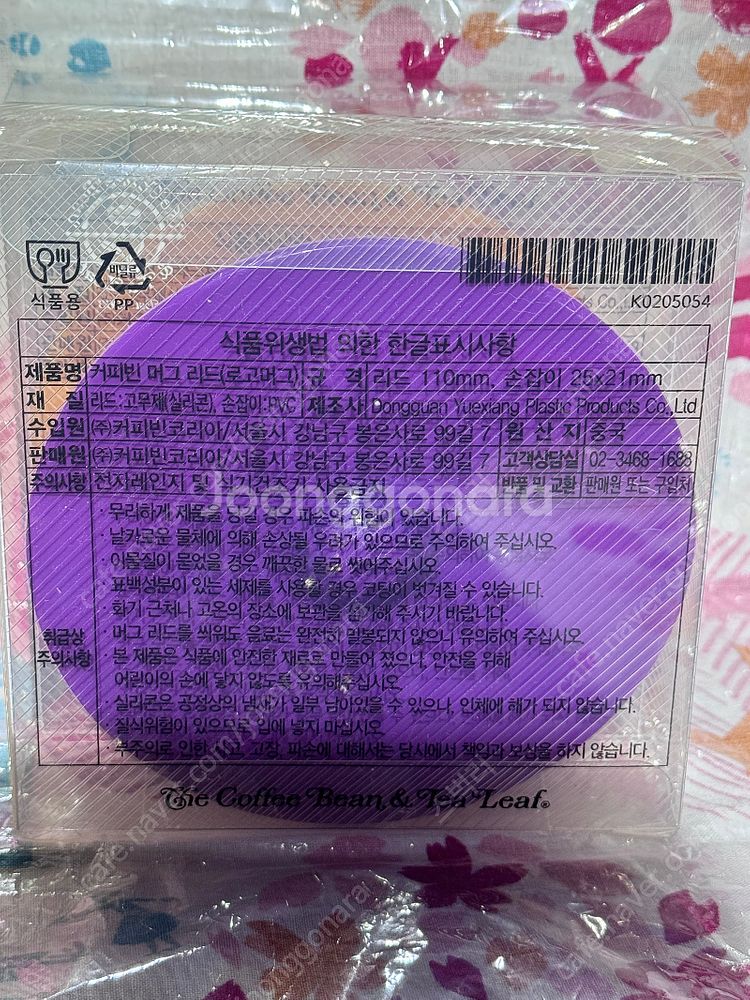 식품용
비닐류
PP
K0205054
식품위생법 의한 한글표시사항
제품명 커피빈 머그 리드(로고머그) 규 격 리드 110mm, 손잡이 25x21mm
재 질 리드:고무제(실리콘), 손잡이:PVC 제조사 Dongguan Yuexiang Plastic Products Co.,Ltd
수입원 (주)커피빈코리아/서울시 강남구 봉은사로 99길 7 원 산 지 중국
판매원 (주)커피빈코리아/서울시 강남구 봉은사로 99길 7 고객상담실 02-3468-1688
주의사항 전자레인지 및 식기건조기 사용금지 반품 및 교환 판매원 또는 구입처
취급상 주의사항
· 무리하게 제품을 당길 경우 파손의 위험이 있습니다.
· 날카로운 물체에 의해 손상될 우려가 있으므로 주의하여 주십시오.
· 이물질이 묻었을 경우 깨끗한 물로 씻어주십시오.
· 표백성분이 있는 세제를 사용할 경우 코팅이 벗겨질 수 있습니다.
· 화기 근처나 고온의 장소에 보관을 금기해 주시기 바랍니다.
· 머그 리드를 씌워도 음료는 완전히 밀봉되지 않으니 유의하여 주십시오.
· 본 제품은 식품에 안전한 재료로 만들어 졌으나, 안전을 위해
어린이의 손에 닿지 않도록 유의해주십시오.
· 실리콘은 공정상의 냄새가 일부 남아있을 수 있으나, 인체에 해가 되지 않습니다.
· 질식위험이 있으므로 입에 넣지 마십시오.
· 부주의로 인한 고장, 파손에 대해서는 당사에서 책임과 보상을 하지 않습니다.
The Coffee Bean & Tea Leaf®
Joonggonara